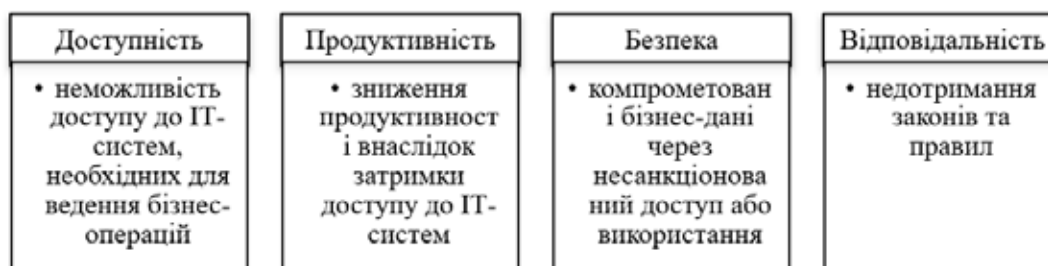 Доступність
• неможливість
доступу до ІТ-
систем,
необхідних для
ведення бізнес-
операцій
Продуктивність
• зниження
продуктивност
і внаслідок
затримки
доступу до ІТ-
систем
Безпека
• компрометован
і бізнес-дані
через
несанкціонова
ний доступ або
використання
Відповідальність
• недотримання
законів та
правил